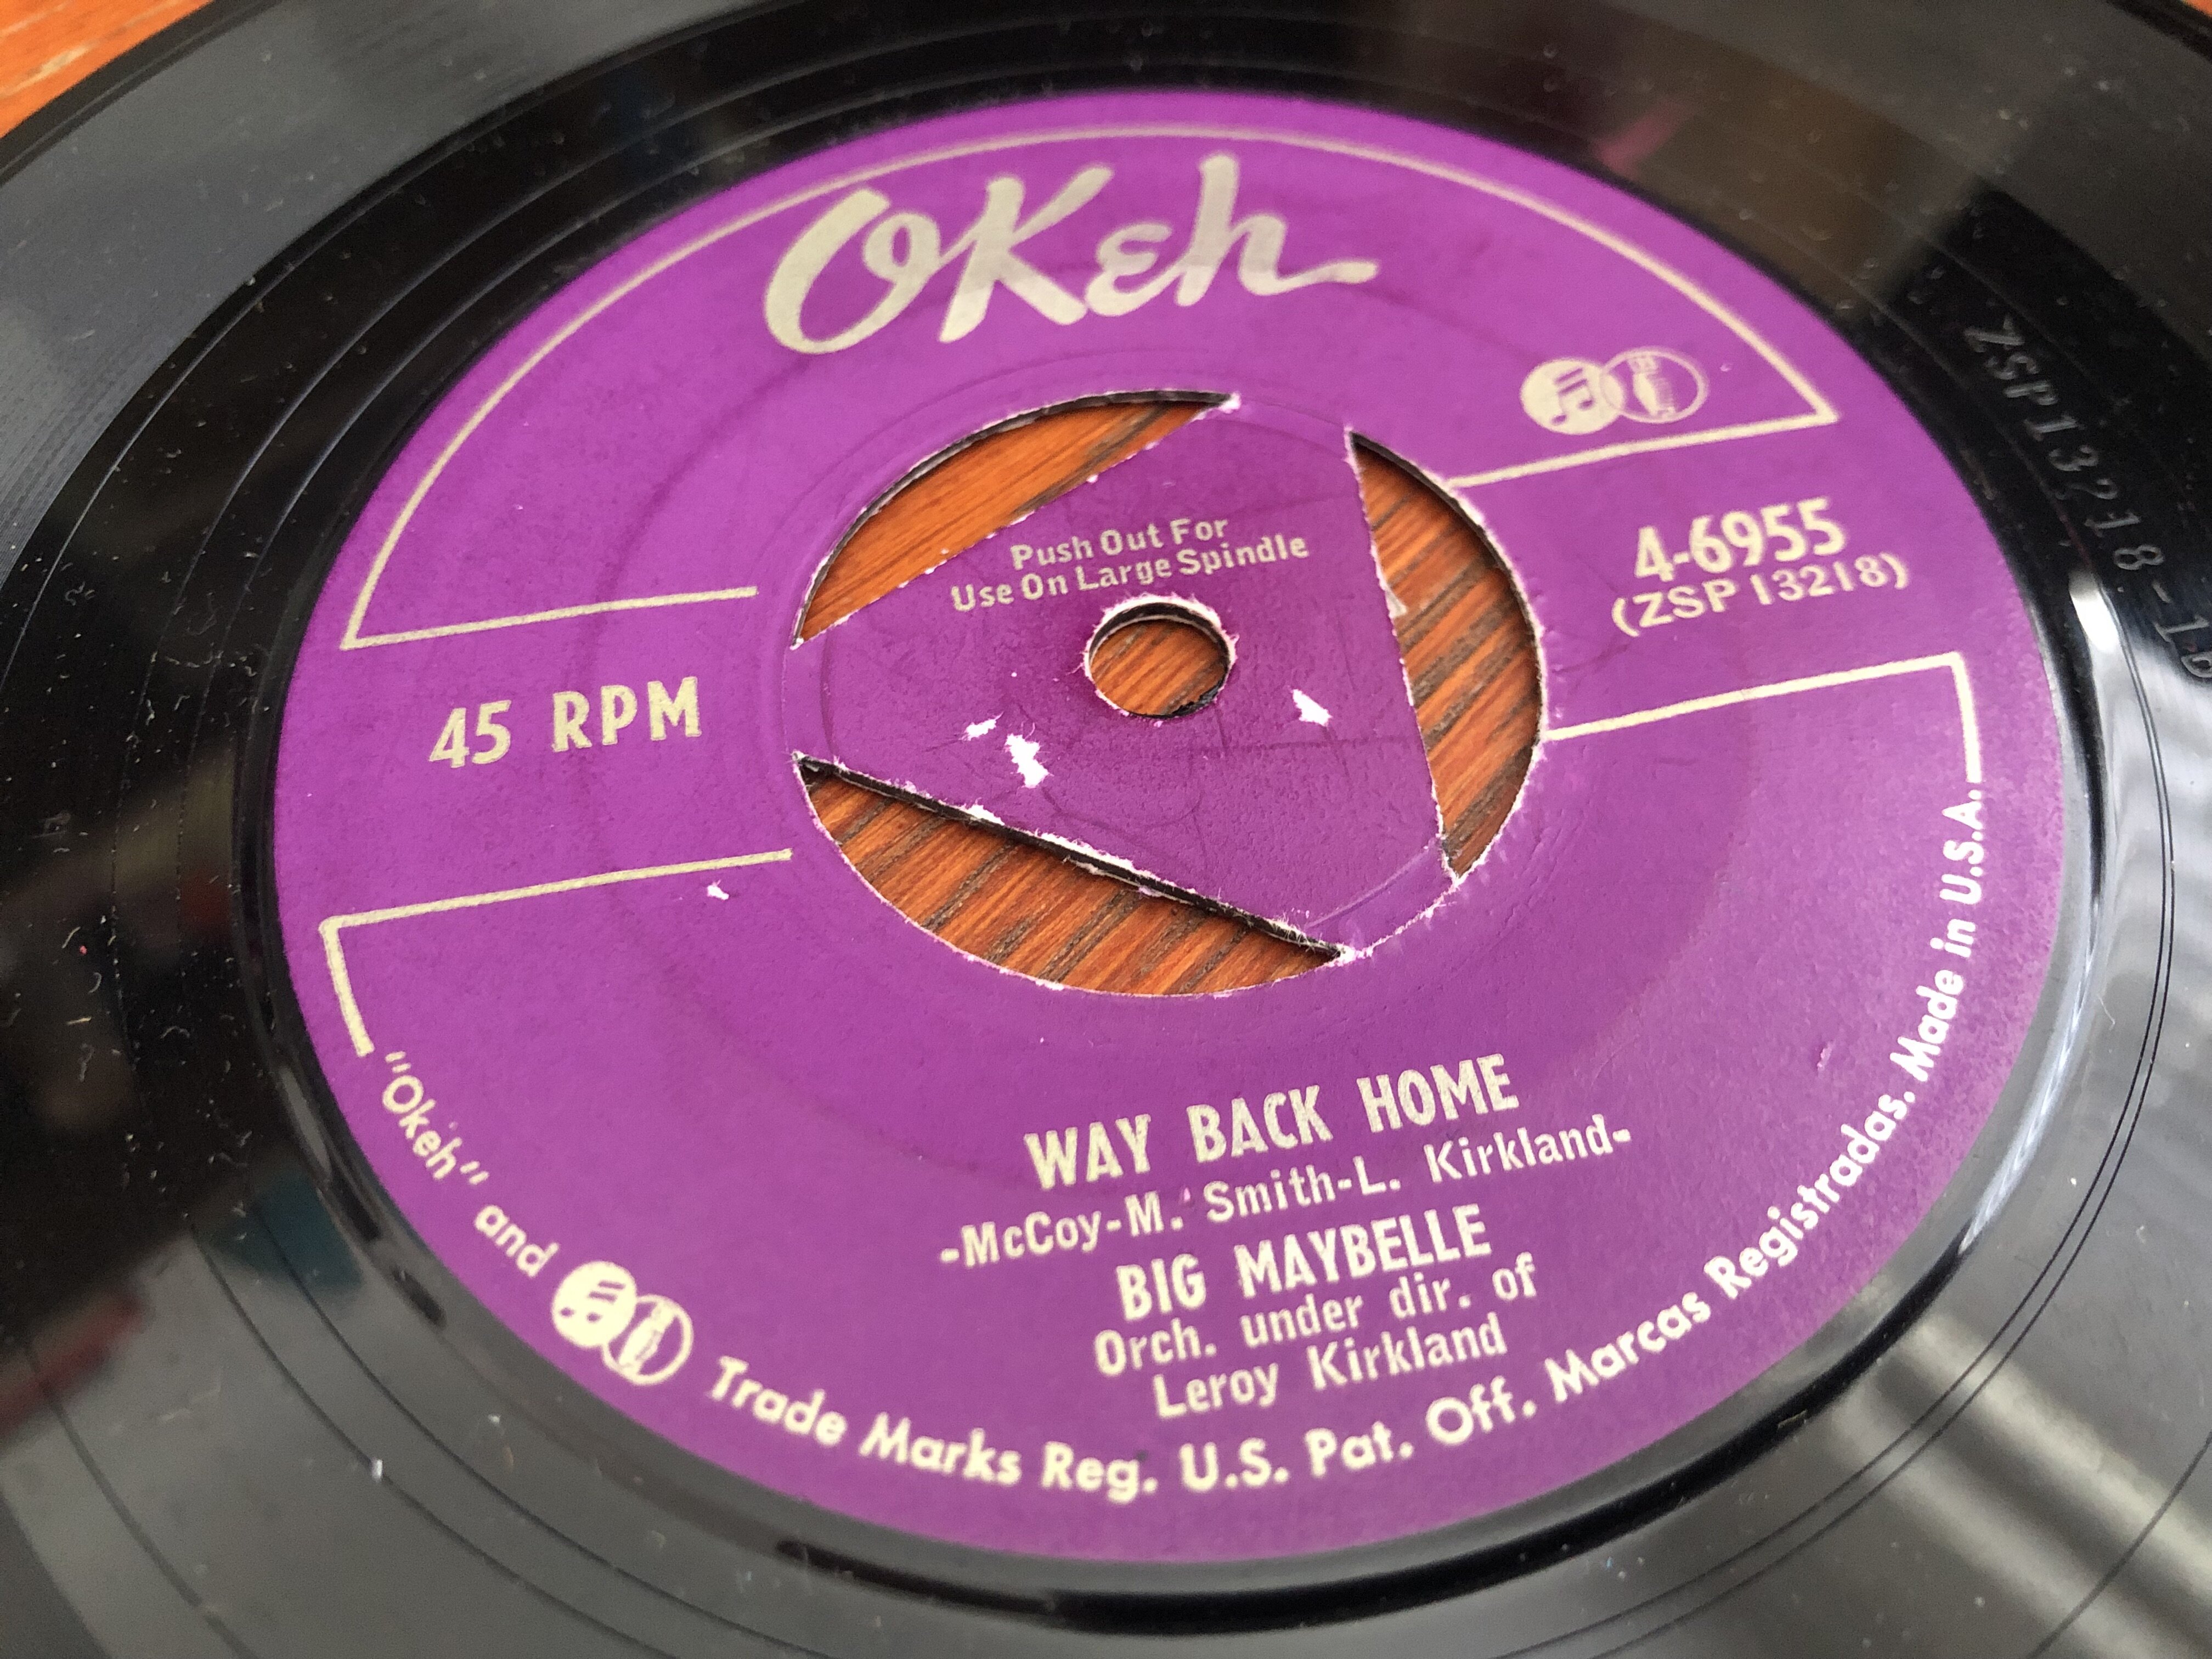 OKeh
Push Out For
Use On Large Spindle
45 RPM
4-6955
(ZSP 13218)
WAY BACK HOME
-McCoy-M. Smith-L. Kirkland-
BIG MAYBELLE
Orch. under dir. of
Leroy Kirkland
"Okeh" and Trade Marks Reg. U.S. Pat. Off. Marcas Registradas. Made in U.S.A.